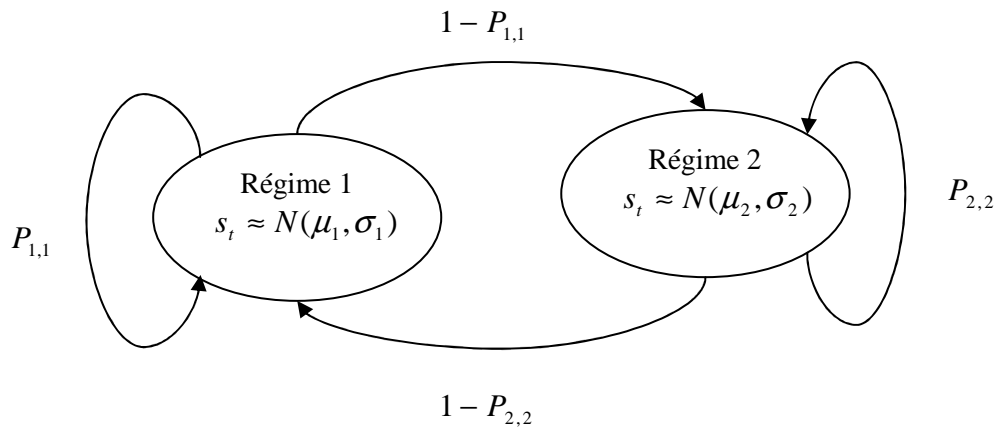 1 − P₁,₁
Régime 1
sₜ ≈ N(μ₁,σ₁)
Régime 2
sₜ ≈ N(μ₂,σ₂)
P₁,₁
P₂,₂
1 − P₂,₂